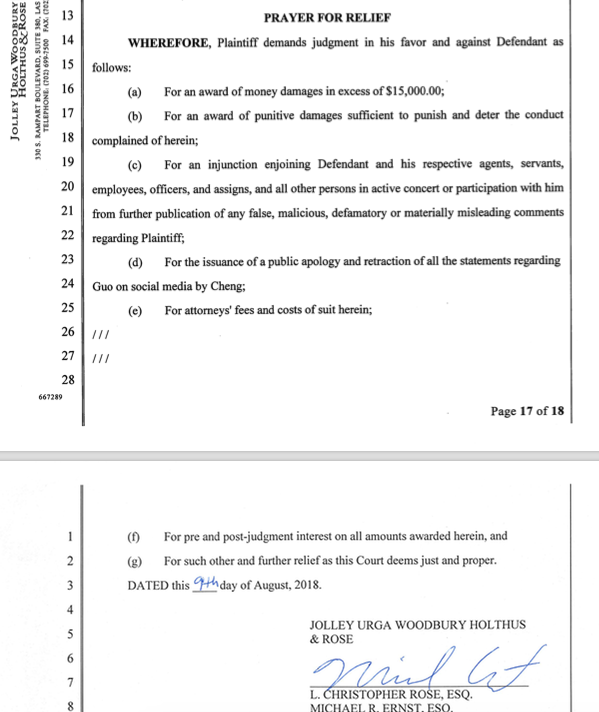 JOLLEY URGA WOODBURY
HOLTHUS & ROSE
330 S. RAMPART BOULEVARD, SUITE 380, LAS
TELEPHONE: (702) 699-7500 FAX: (702
13 PRAYER FOR RELIEF
14 WHEREFORE, Plaintiff demands judgment in his favor and against Defendant as
15 follows:
16 (a) For an award of money damages in excess of $15,000.00;
17 (b) For an award of punitive damages sufficient to punish and deter the conduct
18 complained of herein;
19 (c) For an injunction enjoining Defendant and his respective agents, servants,
20 employees, officers, and assigns, and all other persons in active concert or participation with him
21 from further publication of any false, malicious, defamatory or materially misleading comments
22 regarding Plaintiff;
23 (d) For the issuance of a public apology and retraction of all the statements regarding
24 Guo on social media by Cheng;
25 (e) For attorneys' fees and costs of suit herein;
26 / / /
27 / / /
28
667289
Page 17 of 18
1 (f) For pre and post-judgment interest on all amounts awarded herein, and
2 (g) For such other and further relief as this Court deems just and proper.
3 DATED this 9th day of August, 2018.
4
5 JOLLEY URGA WOODBURY HOLTHUS
& ROSE
6
7
L. CHRISTOPHER ROSE, ESQ.
8 MICHAEL R. ERNST, ESQ.